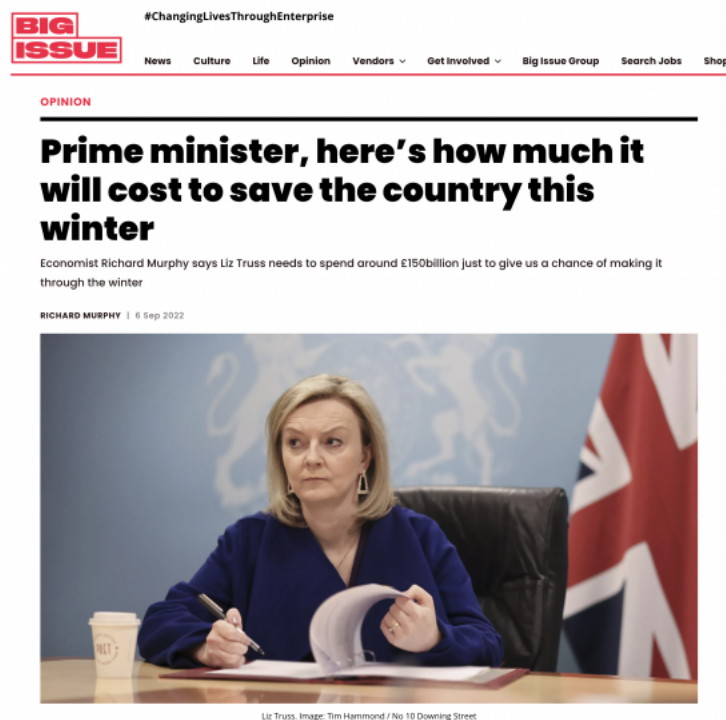 BIG
ISSUE
#ChangingLivesThroughEnterprise
News Culture Life Opinion Vendors Get Involved Big Issue Group Search Jobs Shop
OPINION
Prime minister, here's how much it
will cost to save the country this
winter
Economist Richard Murphy says Liz Truss needs to spend around £150billion just to give us a chance of making it
through the winter
RICHARD MURPHY | 6 Sep 2022
Liz Truss. Image: Tim Hammond / No 10 Downing Street